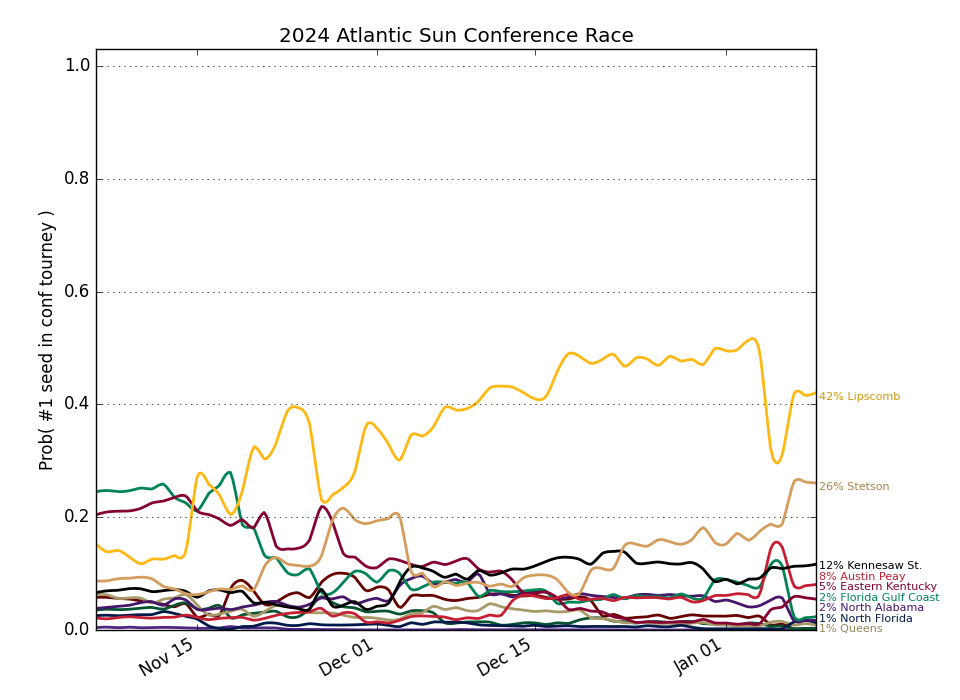 2024 Atlantic Sun Conference Race
Prob( #1 seed in conf tourney )
1.0
0.8
0.6
0.4
0.2
0.0
Nov 15
Dec 01
Dec 15
Jan 01
42% Lipscomb
26% Stetson
12% Kennesaw St.
8% Austin Peay
5% Eastern Kentucky
2% Florida Gulf Coast
2% North Alabama
1% North Florida
1% Queens